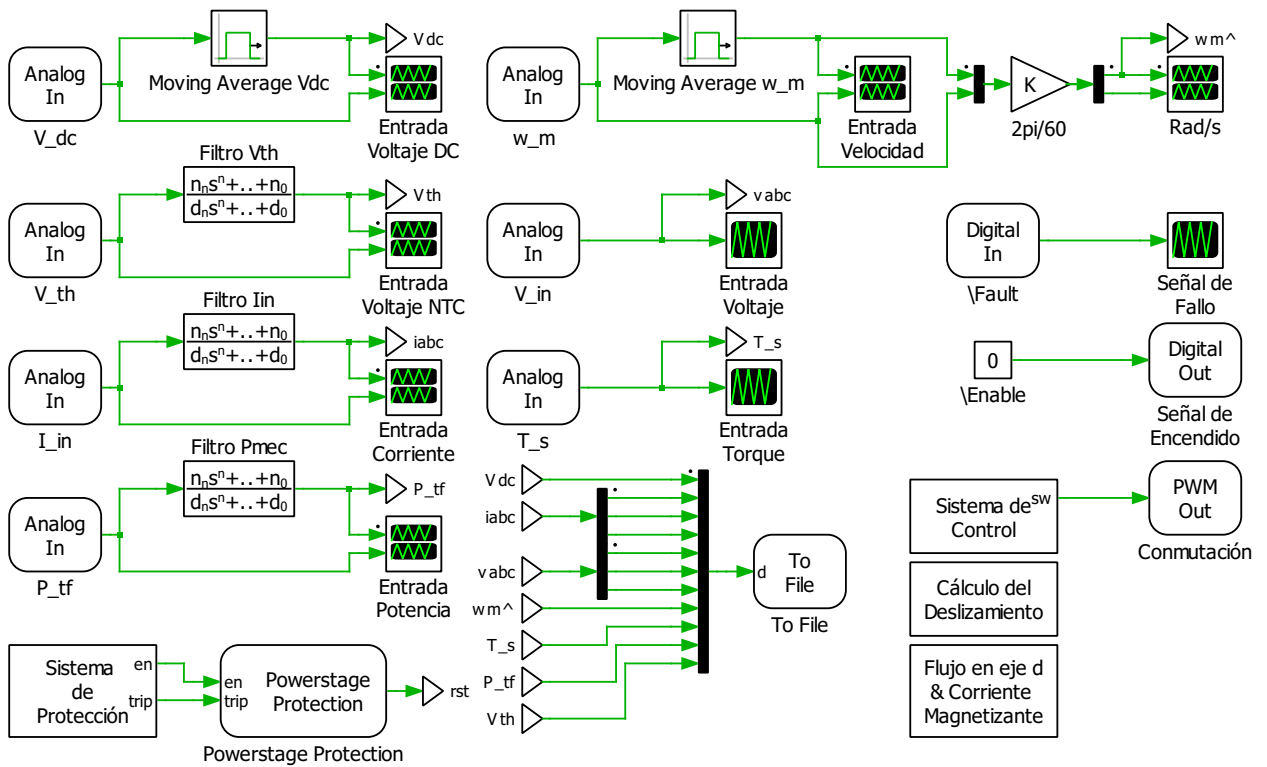 Analog
In
V_dc
Moving Average Vdc
Vdc
Entrada
Voltaje DC
Analog
In
w_m
Moving Average w_m
Entrada
Velocidad
K
2pi/60
wm^
Rad/s
Filtro Vth
nₙsⁿ+..+n₀
dₙsⁿ+..+d₀
Analog
In
V_th
Vth
Entrada
Voltaje NTC
Analog
In
V_in
vabc
Entrada
Voltaje
Digital
In
\Fault
Señal de
Fallo
Filtro Iin
nₙsⁿ+..+n₀
dₙsⁿ+..+d₀
Analog
In
I_in
iabc
Entrada
Corriente
Analog
In
T_s
T_s
Entrada
Torque
0
\Enable
Digital
Out
Señal de
Encendido
Filtro Pmec
nₙsⁿ+..+n₀
dₙsⁿ+..+d₀
Analog
In
P_tf
P_tf
Entrada
Potencia
Vdc
iabc
vabc
wm^
T_s
P_tf
Vth
d
To
File
To File
Sistema de
Control
sw
PWM
Out
Conmutación
Cálculo del
Deslizamiento
Flujo en eje d
& Corriente
Magnetizante
Sistema
de
Protección
en
trip
en
trip
Powerstage
Protection
Powerstage Protection
rst